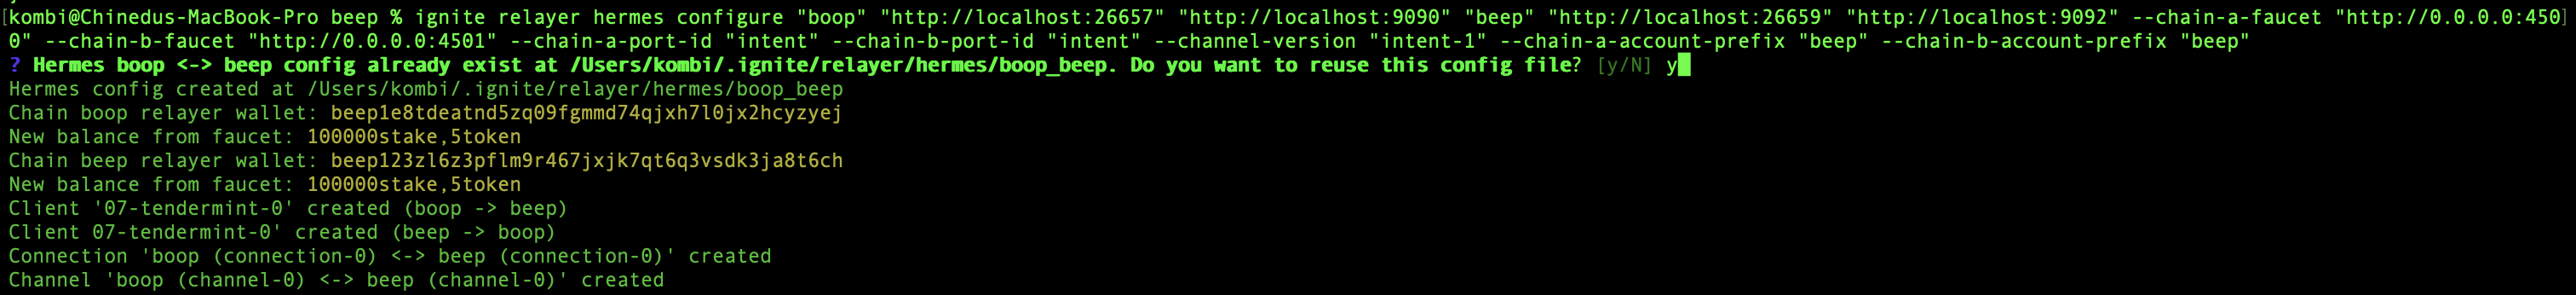 [kombi@Chinedus-MacBook-Pro beep % ignite relayer hermes configure "boop" "http://localhost:26657" "http://localhost:9090" "beep" "http://localhost:26659" "http://localhost:9092" --chain-a-faucet "http://0.0.0.0:450]
0" --chain-b-faucet "http://0.0.0.0:4501" --chain-a-port-id "intent" --chain-b-port-id "intent" --channel-version "intent-1" --chain-a-account-prefix "beep" --chain-b-account-prefix "beep"
? Hermes boop <-> beep config already exist at /Users/kombi/.ignite/relayer/hermes/boop_beep. Do you want to reuse this config file? [y/N] y
Hermes config created at /Users/kombi/.ignite/relayer/hermes/boop_beep
Chain boop relayer wallet: beep1e8tdeatnd5zq09fgmmd74qjxh7l0jx2hcyzyej
New balance from faucet: 100000stake,5token
Chain beep relayer wallet: beep123zl6z3pflm9r467jxjk7qt6q3vsdk3ja8t6ch
New balance from faucet: 100000stake,5token
Client '07-tendermint-0' created (boop -> beep)
Client 07-tendermint-0' created (beep -> boop)
Connection 'boop (connection-0) <-> beep (connection-0)' created
Channel 'boop (channel-0) <-> beep (channel-0)' created